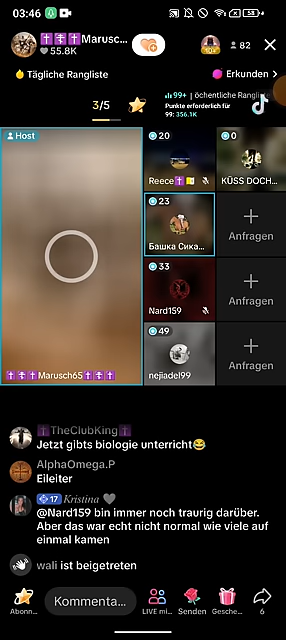 03:46
58
✝️✝️✝️Marusc...
55.8K
82
Tägliche Rangliste
Erkunden >
3/5
99+ | öchentliche Rangli
Punkte erforderlich für
99: 356.1K
Host
20
Reece✝️
0
KÜSS DOCH...
23
Башка Сика...
Anfragen
33
Nard159
Anfragen
49
nejiadel99
Anfragen
✝️✝️✝️Marusch65✝️✝️✝️
✝️TheClubKing✝️
Jetzt gibts biologie unterricht😂
AlphaOmega.P
Eileiter
17 Kristina 🩶
@Nard159 bin immer noch traurig darüber.
Aber das war echt nicht normal wie viele auf
einmal kamen
wali ist beigetreten
Kommenta...
Abonn...
LIVE mi...
Senden
Gesche...
6